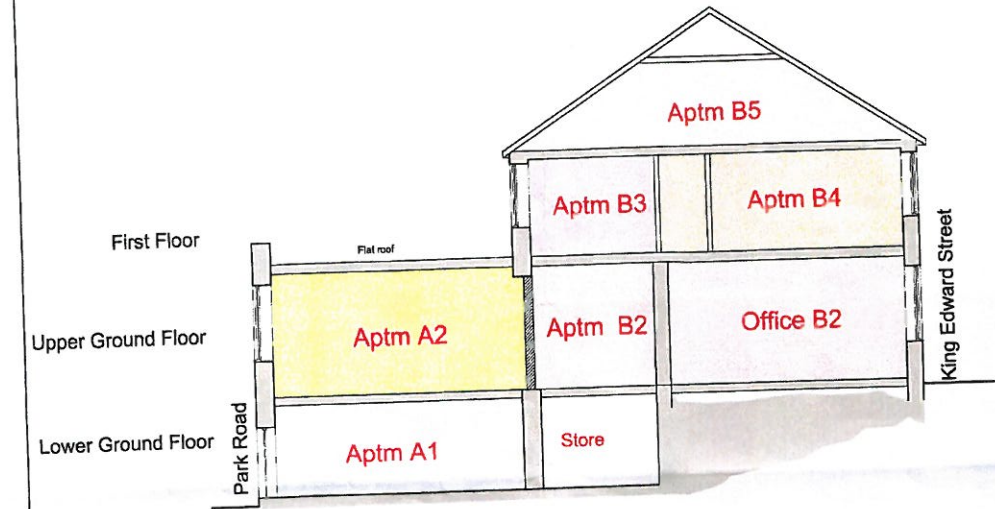 Aptm B5
Aptm B3
Aptm B4
First Floor
Flat roof
Upper Ground Floor
Aptm A2
Aptm B2
Office B2
King Edward Street
Lower Ground Floor
Park Road
Aptm A1
Store